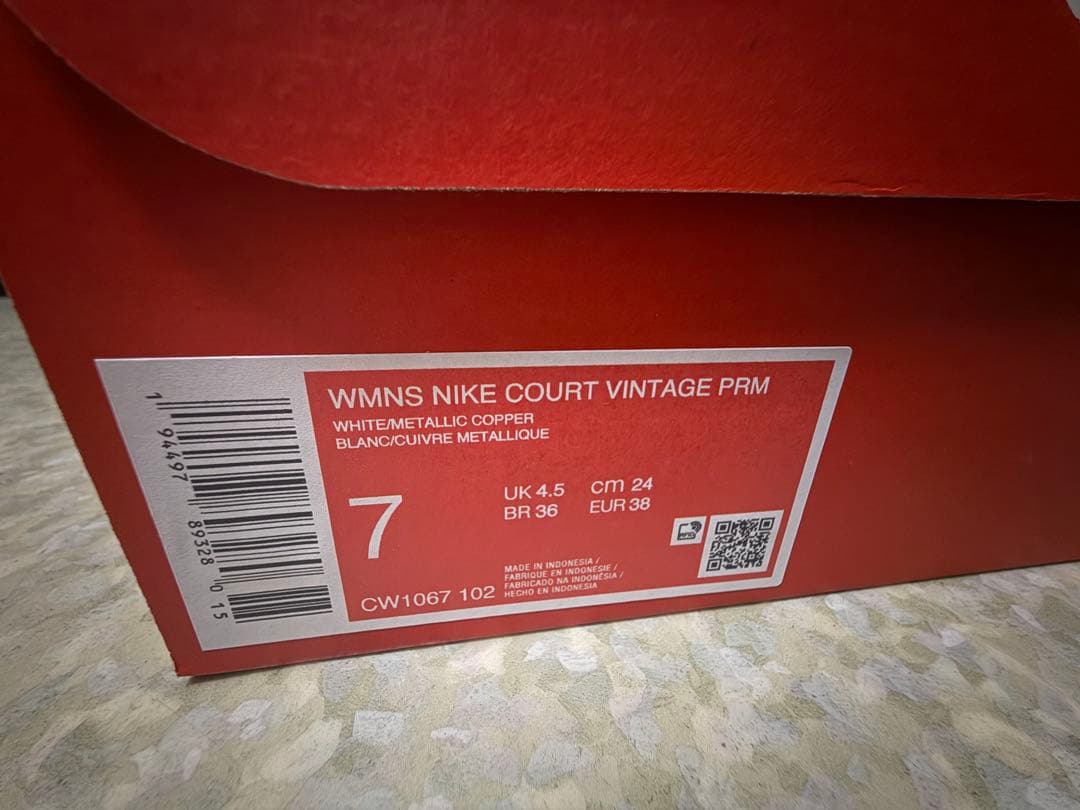 WMNS NIKE COURT VINTAGE PRM
WHITE/METALLIC COPPER
BLANC/CUIVRE METALLIQUE
7
UK 4.5 cm 24
BR 36 EUR 38
MADE IN INDONESIA /
FABRIQUE EN INDONESIE /
FABRICADO NA INDONÉSIA /
HECHO EN INDONESIA
CW1067 102
1 94497 89328 0 15